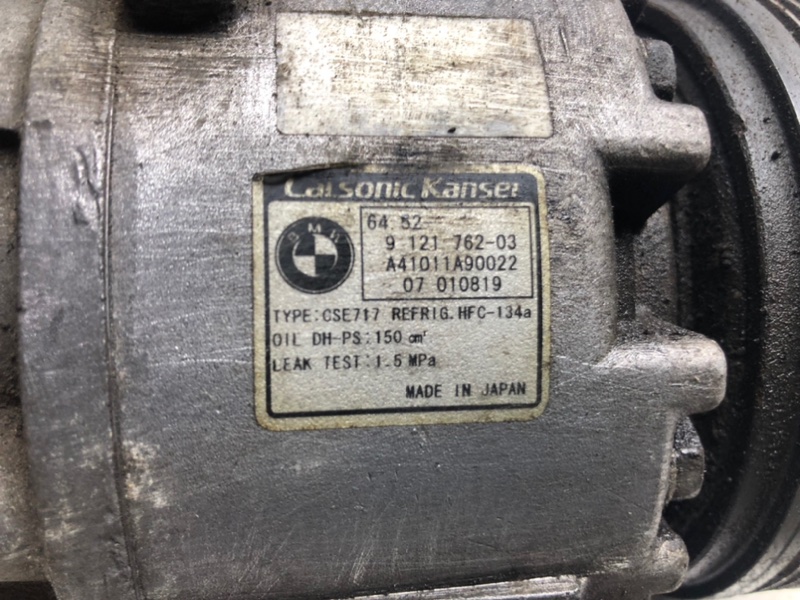 Calsonic Kansei
BMW
64.52
9 121 762-03
A41011A90022
07 010819
TYPE:CSE717 REFRIG.HFC-134a
OIL DH-PS:150 cm³
LEAK TEST:1.5 MPa
MADE IN JAPAN